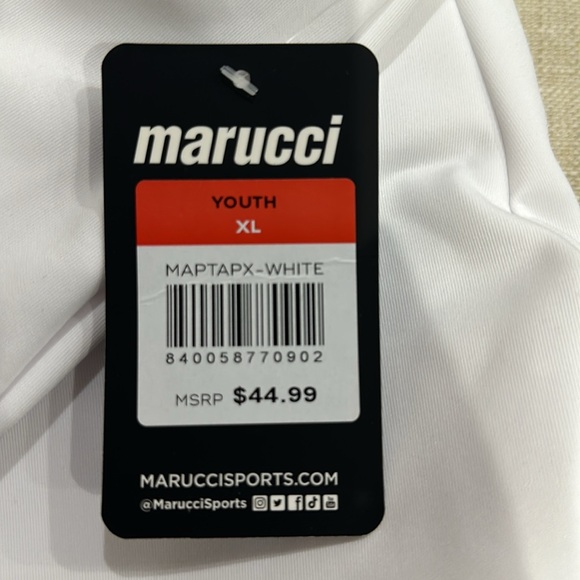 marucci
YOUTH
XL
MAPTAPX-WHITE
840058770902
MSRP $44.99
MARUCCISPORTS.COM
@MarucciSports